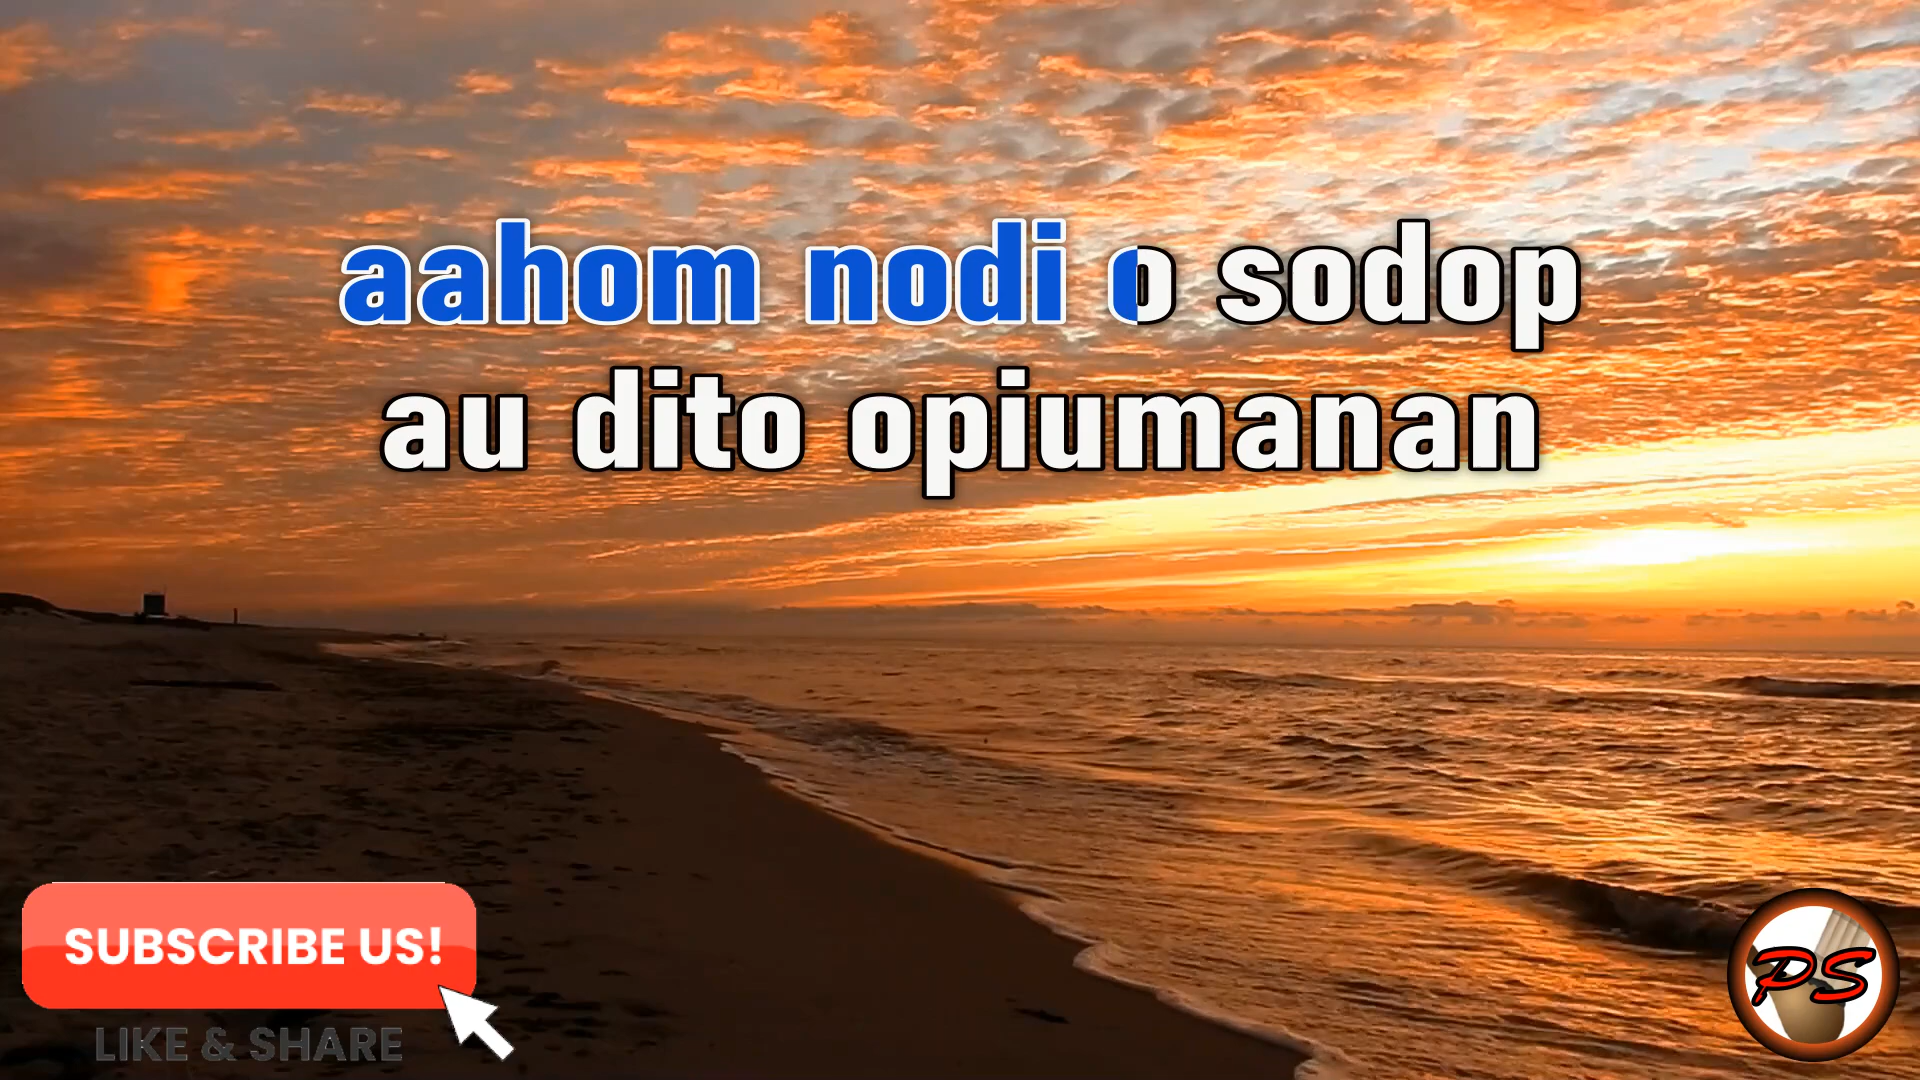 aahom nodi o sodop
au dito opiumanan
SUBSCRIBE US!
LIKE & SHARE
PS